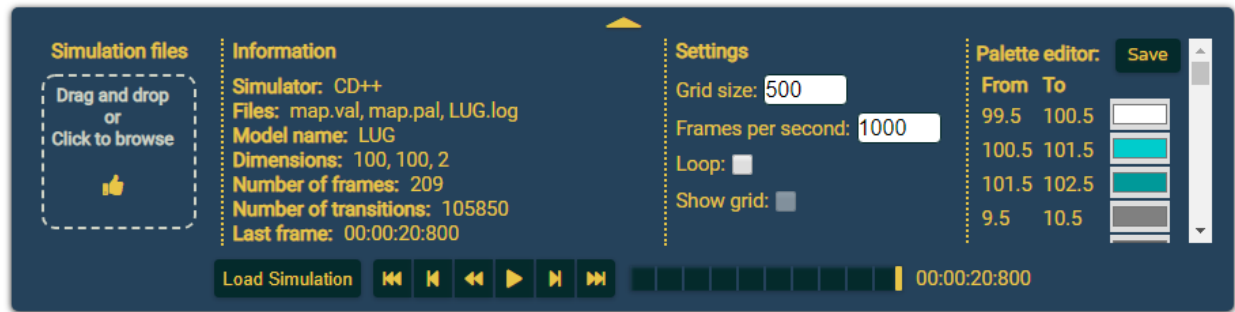 Simulation files
Drag and drop
or
Click to browse
Information
Simulator: CD++
Files: map.val, map.pal, LUG.log
Model name: LUG
Dimensions: 100, 100, 2
Number of frames: 209
Number of transitions: 105850
Last frame: 00:00:20:800
Settings
Grid size: 500
Frames per second: 1000
Loop:
Show grid:
Palette editor: Save
From To
99.5 100.5
100.5 101.5
101.5 102.5
9.5 10.5
Load Simulation
00:00:20:800